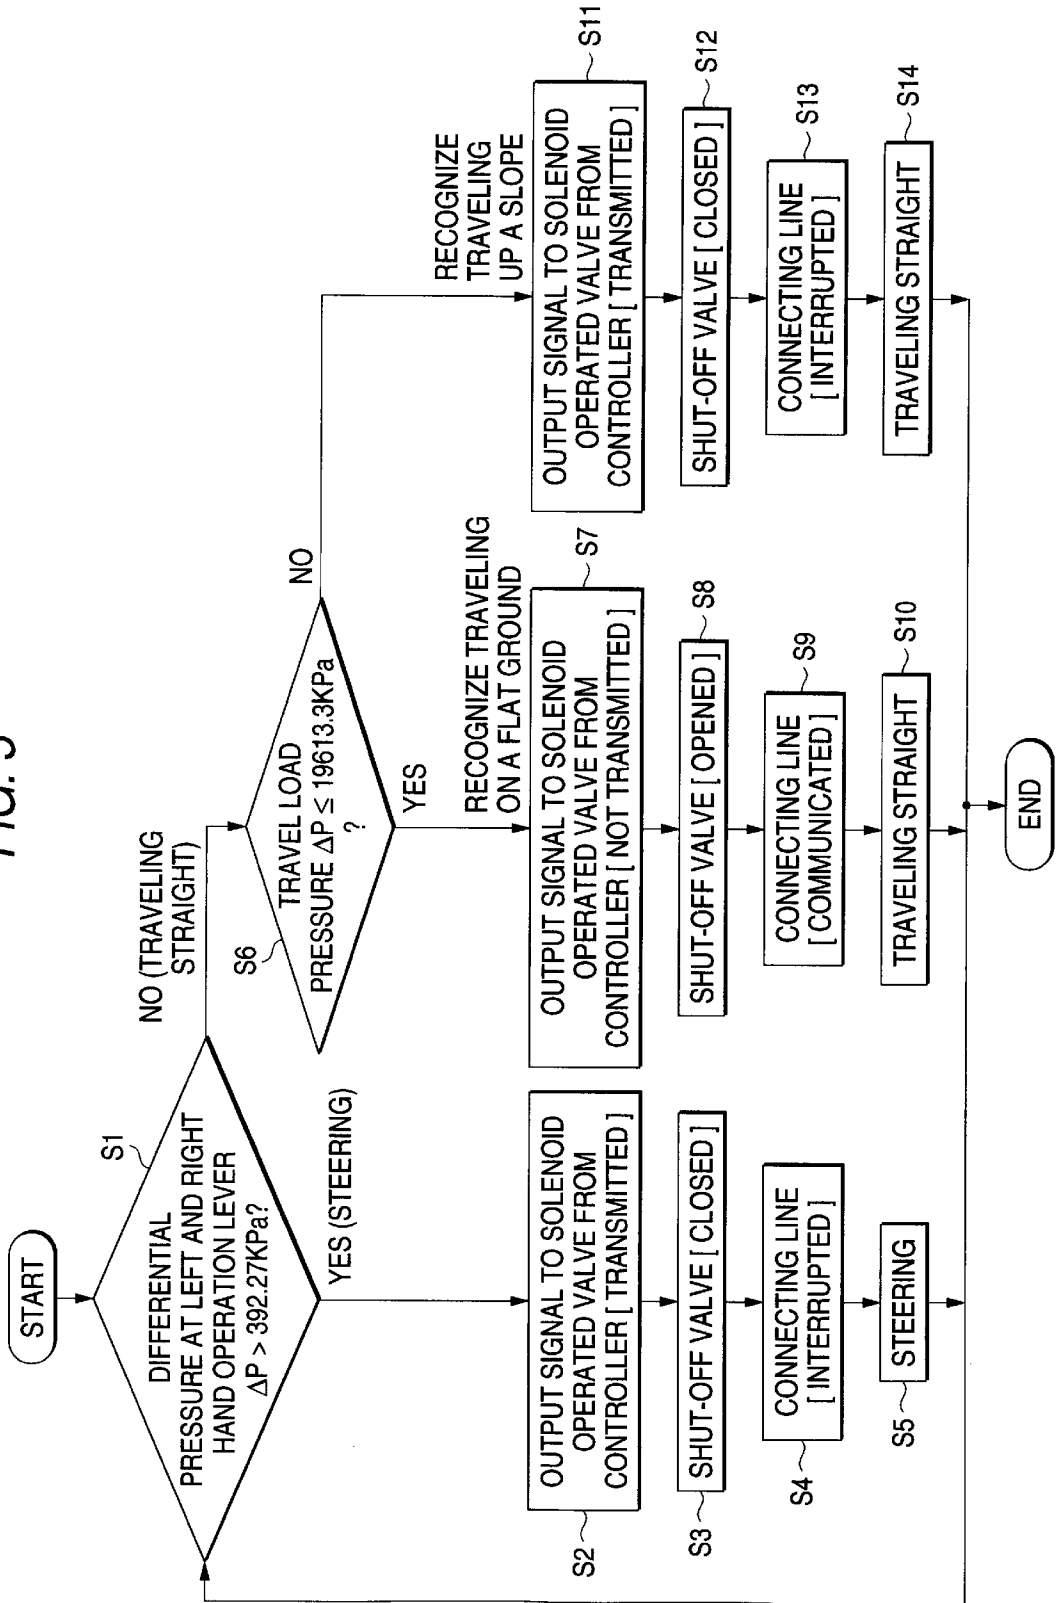 START
S1
DIFFERENTIAL
PRESSURE AT LEFT AND RIGHT
HAND OPERATION LEVER
ΔP > 392.27KPa?
NO (TRAVELING
STRAIGHT)
YES (STEERING)
S6
TRAVEL LOAD
PRESSURE ΔP ≤ 19613.3KPa
?
NO
YES
S2
OUTPUT SIGNAL TO SOLENOID
OPERATED VALVE FROM
CONTROLLER [ TRANSMITTED ]
S3
SHUT-OFF VALVE [ CLOSED ]
S4
CONNECTING LINE
[ INTERRUPTED ]
S5
STEERING
RECOGNIZE TRAVELING
ON A FLAT GROUND
S7
OUTPUT SIGNAL TO SOLENOID
OPERATED VALVE FROM
CONTROLLER [ NOT TRANSMITTED ]
S8
SHUT-OFF VALVE [ OPENED ]
S9
CONNECTING LINE
[ COMMUNICATED ]
S10
TRAVELING STRAIGHT
RECOGNIZE
TRAVELING
UP A SLOPE
S11
OUTPUT SIGNAL TO SOLENOID
OPERATED VALVE FROM
CONTROLLER [ TRANSMITTED ]
S12
SHUT-OFF VALVE [ CLOSED ]
S13
CONNECTING LINE
[ INTERRUPTED ]
S14
TRAVELING STRAIGHT
END